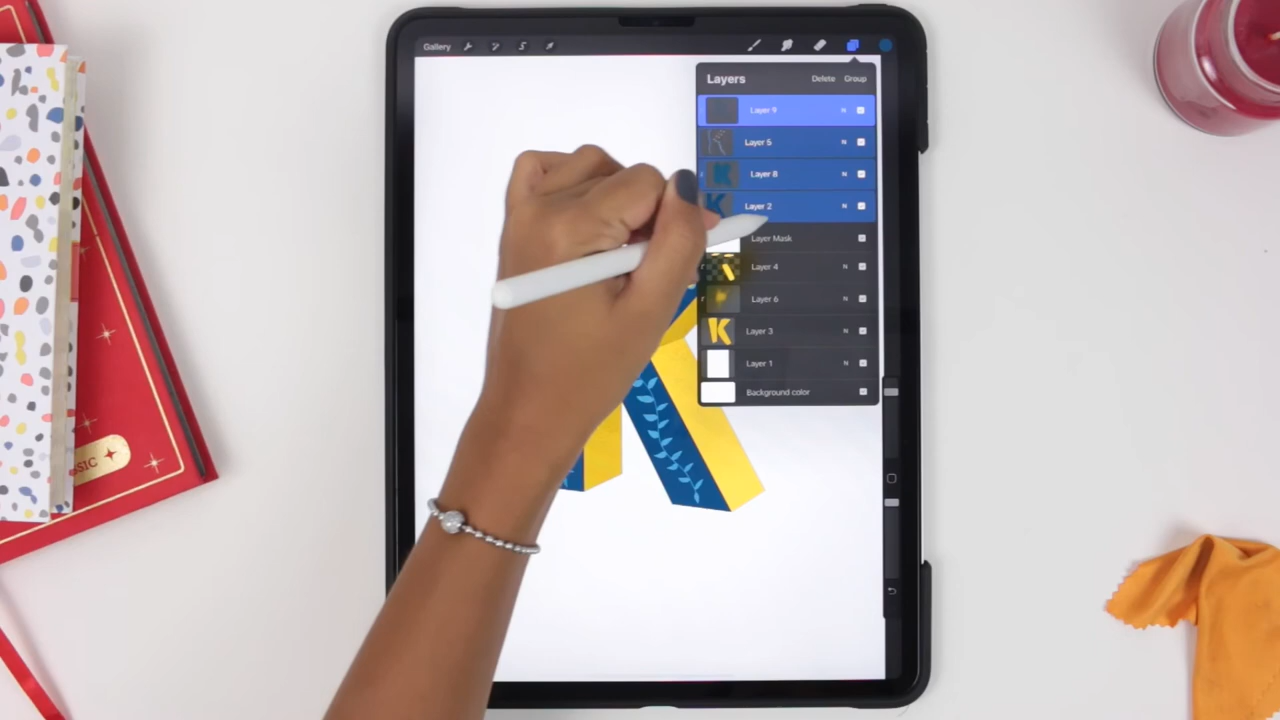 Gallery
Layers Delete Group
Layer 9 N
Layer 5 N
Layer 8 N
Layer 2 N
Layer Mask
Layer 4 N
Layer 6 N
Layer 3 N
Layer 1 N
Background color
SIC